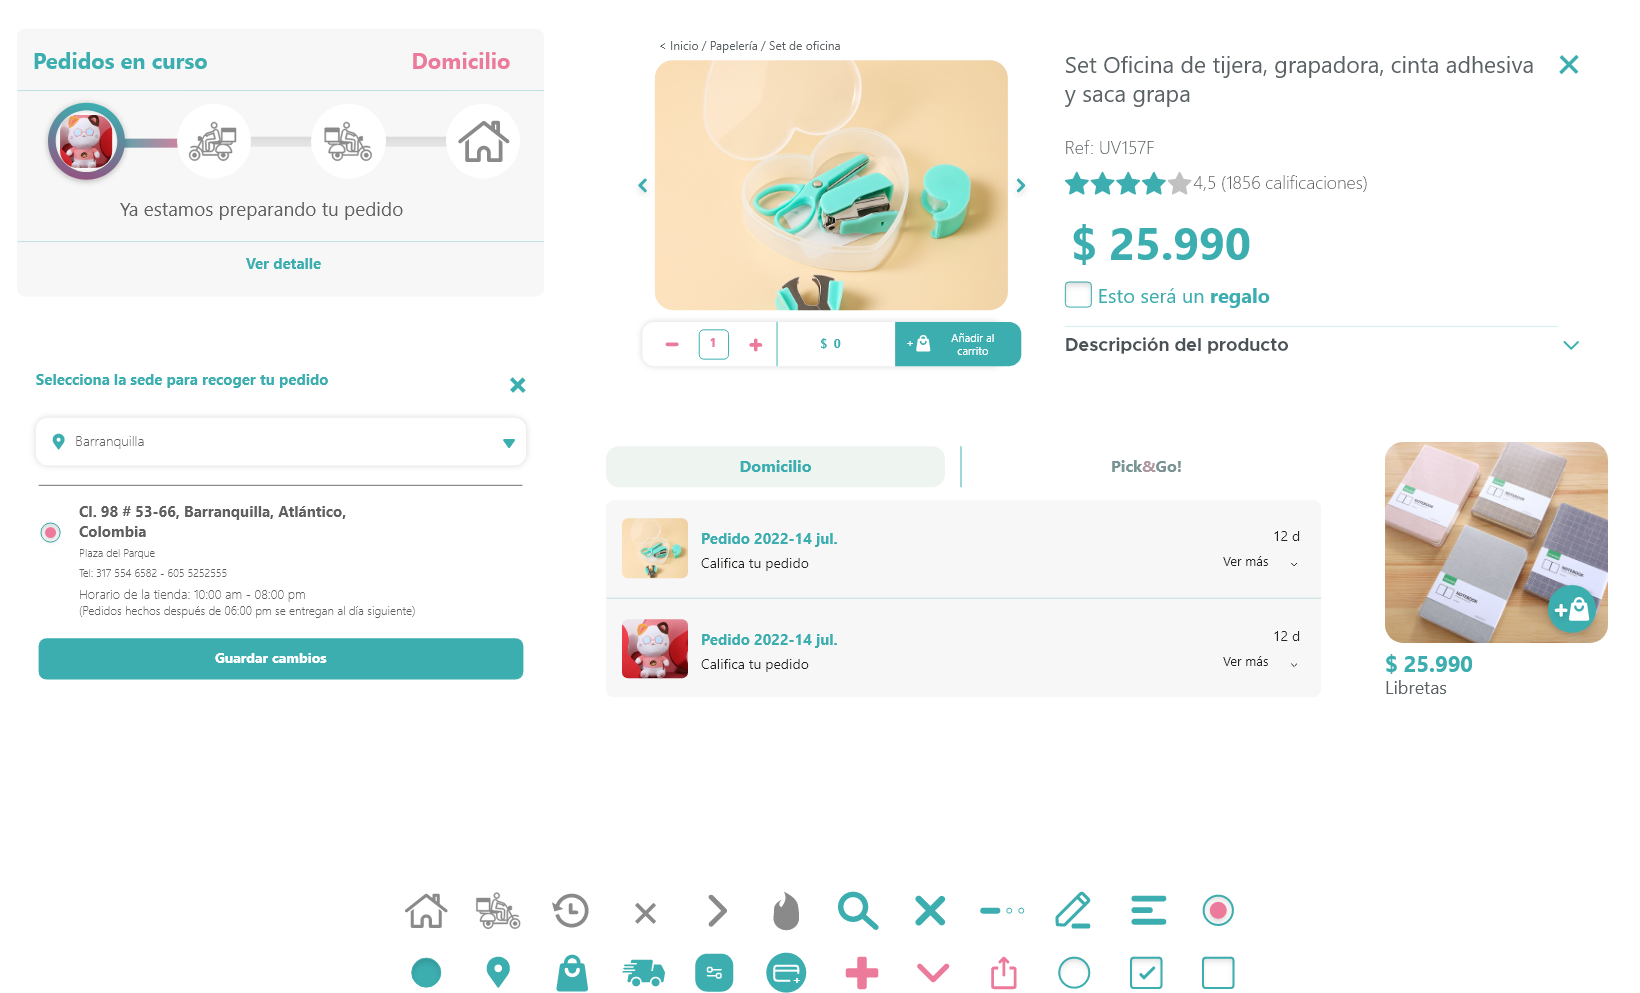 Pedidos en curso
Domicilio
Ya estamos preparando tu pedido
Ver detalle
Selecciona la sede para recoger tu pedido
Barranquilla
Cl. 98 # 53-66, Barranquilla, Atlántico,
Colombia
Plaza del Parque
Tel: 317 554 6582 - 605 5252555
Horario de la tienda: 10:00 am - 08:00 pm
(Pedidos hechos después de 06:00 pm se entregan al día siguiente)
Guardar cambios
< Inicio / Papelería / Set de oficina
1
$ 0
+
Añadir al
carrito
Set Oficina de tijera, grapadora, cinta adhesiva
y saca grapa
Ref: UV157F
4,5 (1856 calificaciones)
$ 25.990
Esto será un regalo
Descripción del producto
Domicilio
Pick&Go!
Pedido 2022-14 jul.
Califica tu pedido
12 d
Ver más
Pedido 2022-14 jul.
Califica tu pedido
12 d
Ver más
NOTEBOOK
NOTEBOOK
NOTEBOOK
NOTEBOOK
$ 25.990
Libretas